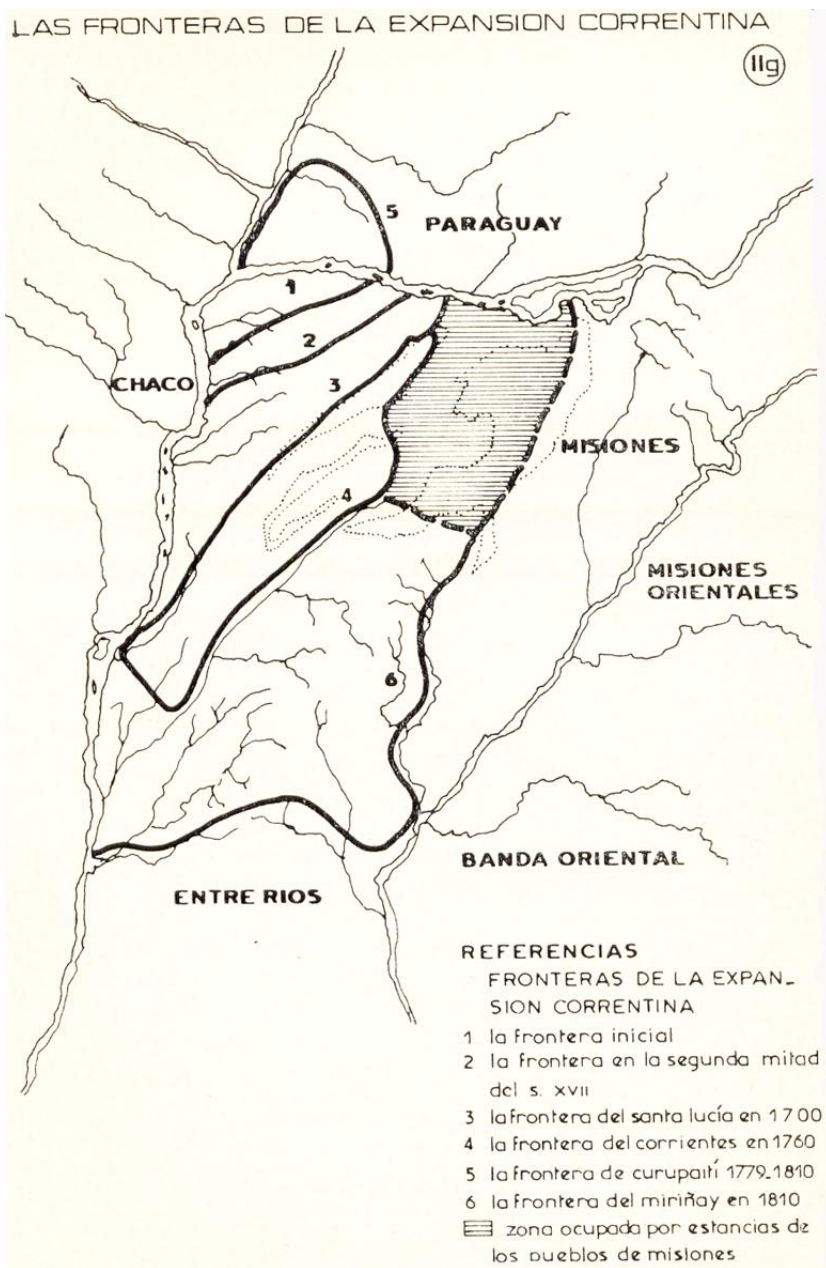 LAS FRONTERAS DE LA EXPANSION CORRENTINA
11g
5
PARAGUAY
1
2
CHACO
3
MISIONES
4
MISIONES
ORIENTALES
6
BANDA ORIENTAL
ENTRE RIOS
REFERENCIAS
FRONTERAS DE LA EXPAN-
SION CORRENTINA
1 la frontera inicial
2 la frontera en la segunda mitad
del s. XVII
3 la frontera del santa lucía en 1700
4 la frontera del corrientes en 1760
5 la frontera de curupaití 1779-1810
6 la frontera del miriñay en 1810
zona ocupada por estancias de
los pueblos de misiones